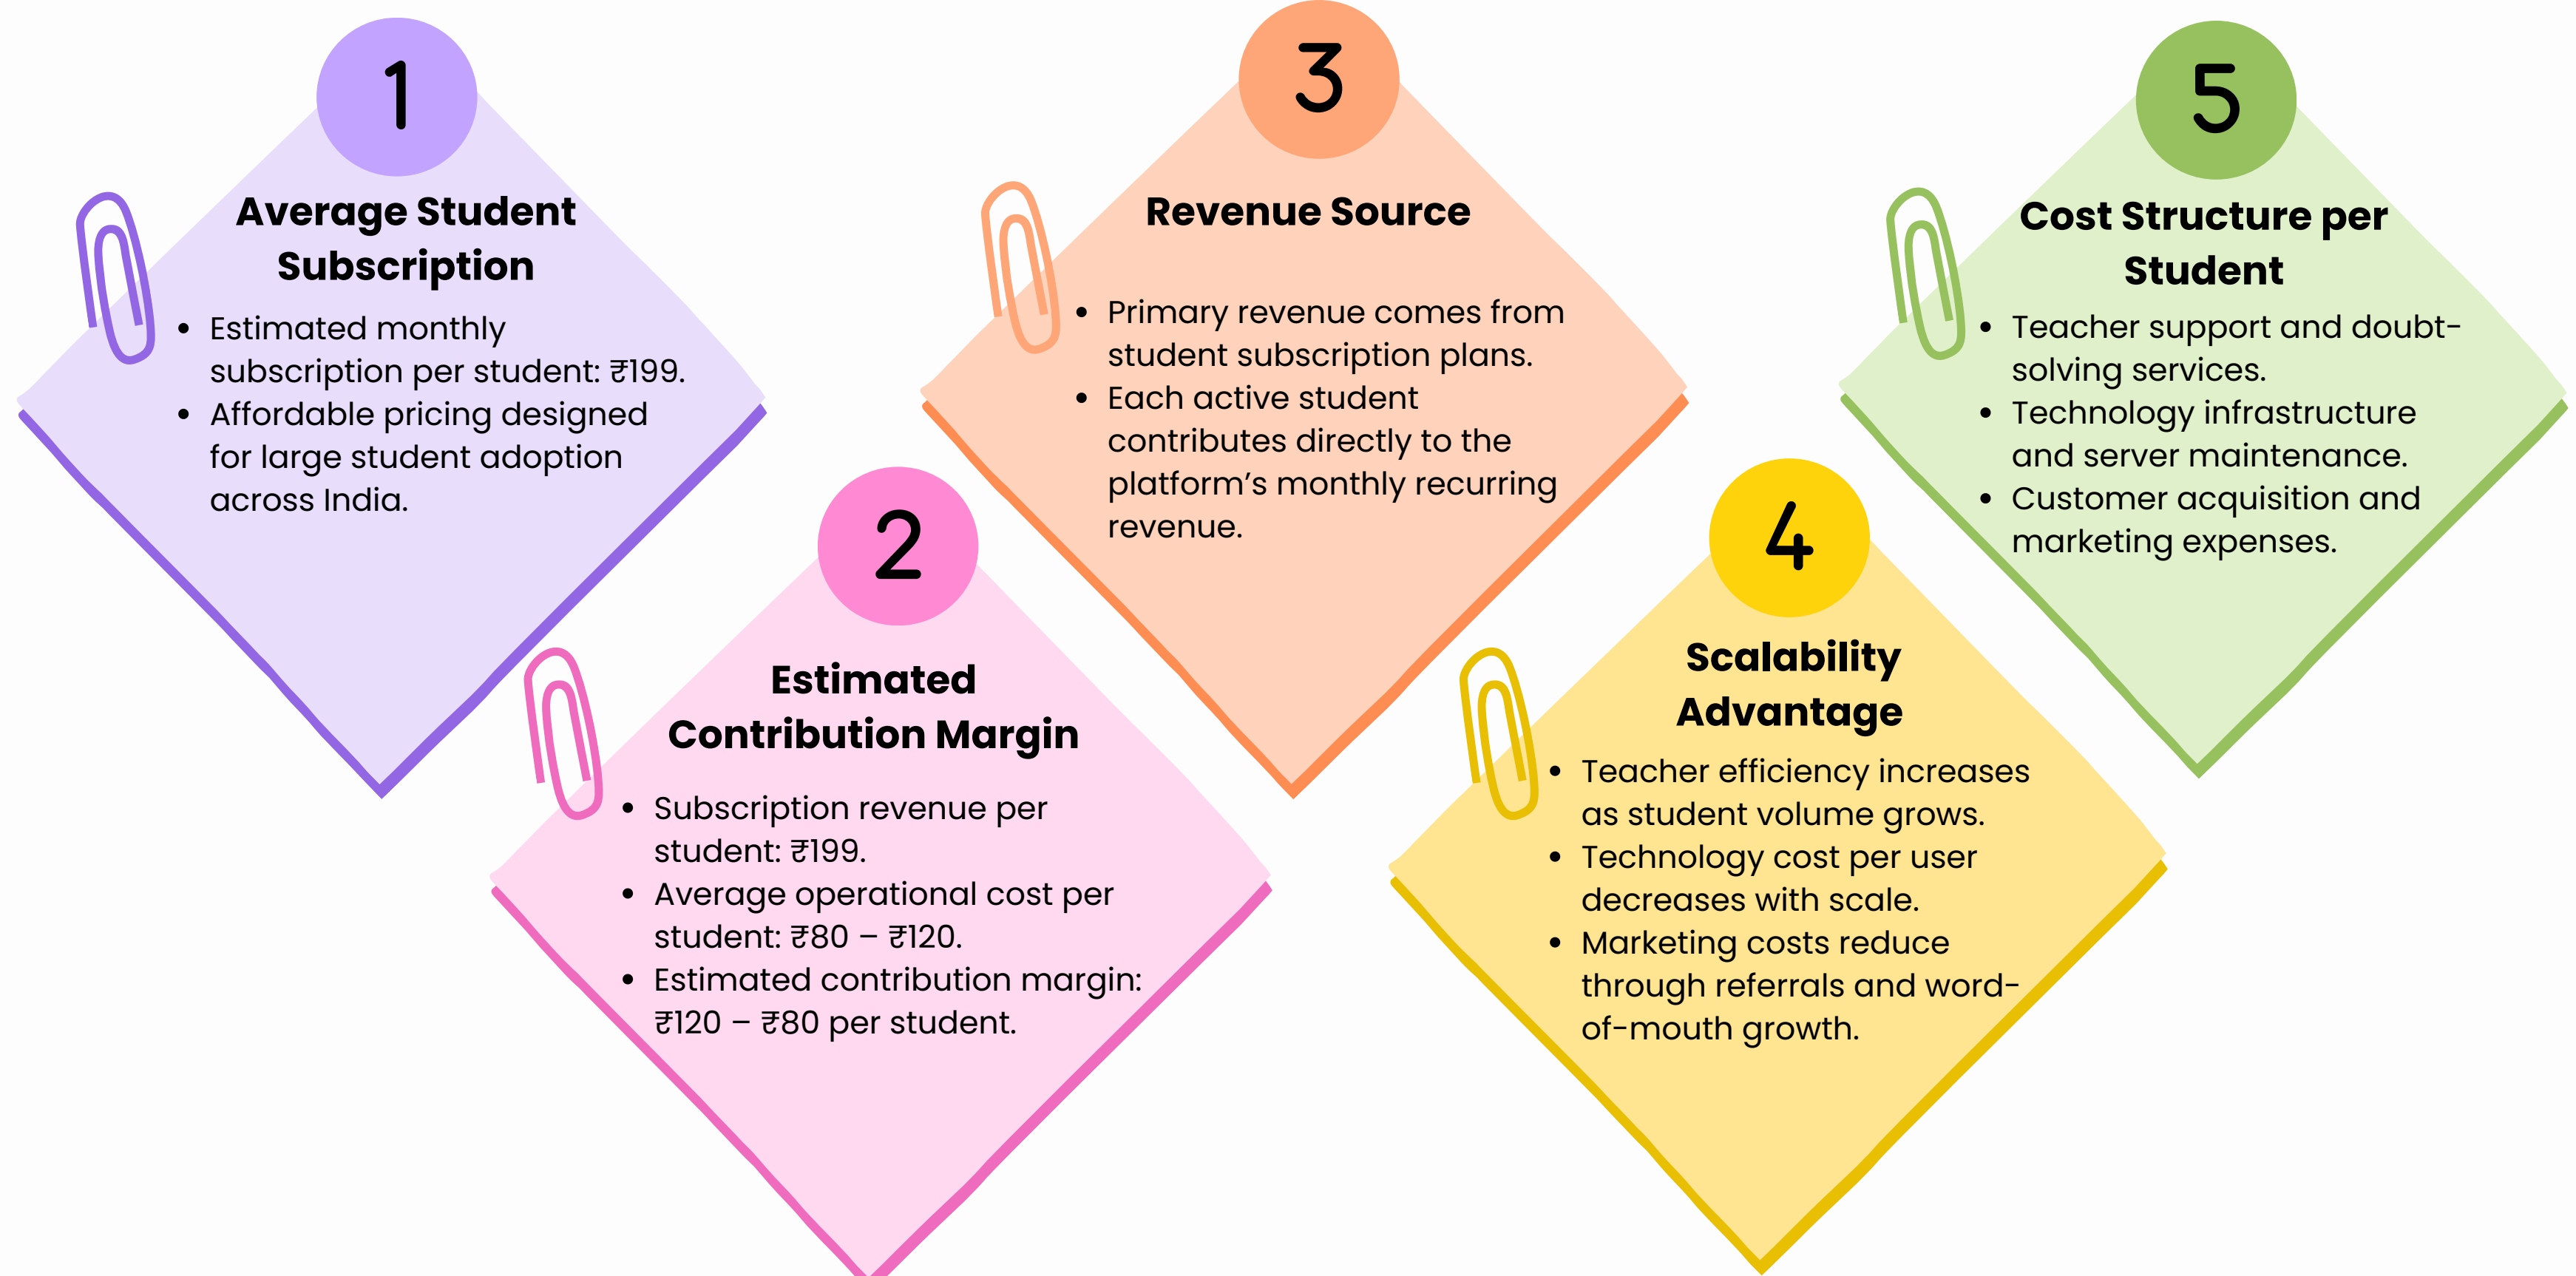 1
Average Student
Subscription
• Estimated monthly
subscription per student: ₹199.
• Affordable pricing designed
for large student adoption
across India.
2
Estimated
Contribution Margin
• Subscription revenue per
student: ₹199.
• Average operational cost per
student: ₹80 – ₹120.
• Estimated contribution margin:
₹120 – ₹80 per student.
3
Revenue Source
• Primary revenue comes from
student subscription plans.
• Each active student
contributes directly to the
platform’s monthly recurring
revenue.
4
Scalability
Advantage
• Teacher efficiency increases
as student volume grows.
• Technology cost per user
decreases with scale.
• Marketing costs reduce
through referrals and word-
of-mouth growth.
5
Cost Structure per
Student
• Teacher support and doubt-
solving services.
• Technology infrastructure
and server maintenance.
• Customer acquisition and
marketing expenses.